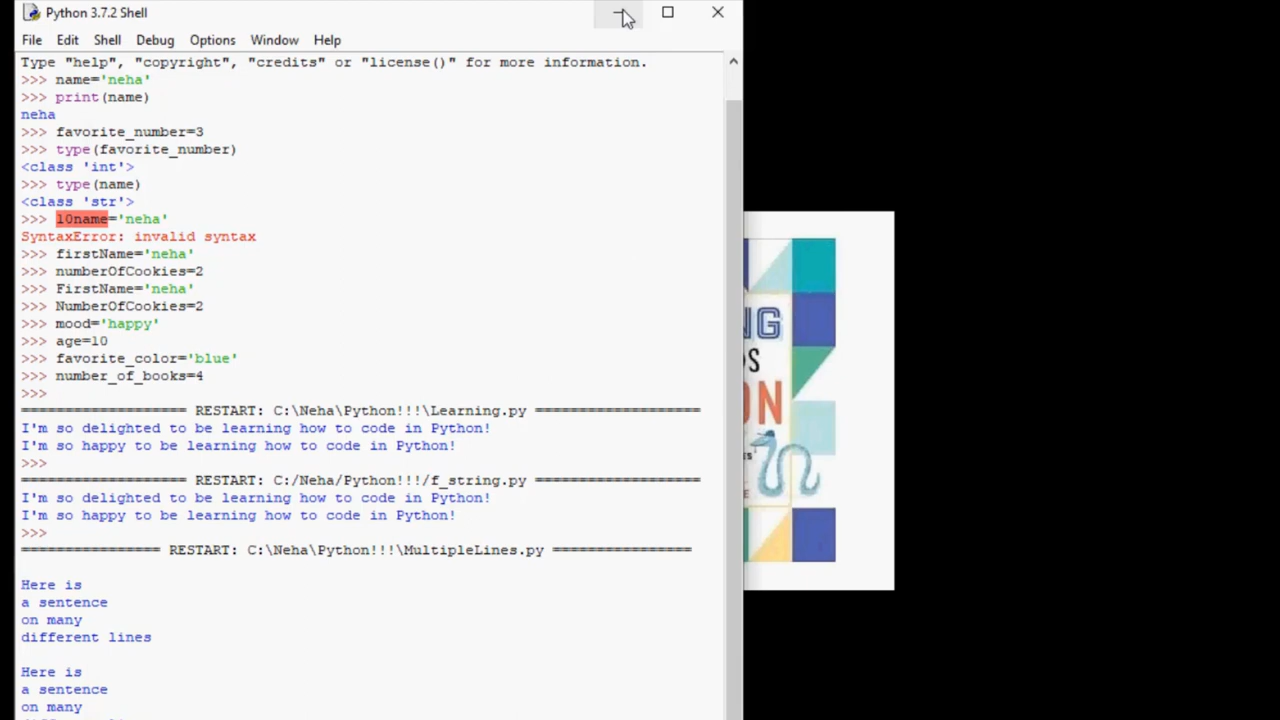 Python 3.7.2 Shell
File Edit Shell Debug Options Window Help
Type "help", "copyright", "credits" or "license()" for more information.
>>> name='neha'
>>> print(name)
neha
>>> favorite_number=3
>>> type(favorite_number)
<class 'int'>
>>> type(name)
<class 'str'>
>>> 10name='neha'
SyntaxError: invalid syntax
>>> firstName='neha'
>>> numberOfCookies=2
>>> FirstName='neha'
>>> NumberOfCookies=2
>>> mood='happy'
>>> age=10
>>> favorite_color='blue'
>>> number_of_books=4
>>>
=================== RESTART: C:\Neha\Python!!!\Learning.py ===================
I'm so delighted to be learning how to code in Python!
I'm so happy to be learning how to code in Python!
>>>
=================== RESTART: C:/Neha/Python!!!/f_string.py ===================
I'm so delighted to be learning how to code in Python!
I'm so happy to be learning how to code in Python!
>>>
================ RESTART: C:\Neha\Python!!!\MultipleLines.py ================
Here is
a sentence
on many
different lines
Here is
a sentence
on many
NG
DS
ON